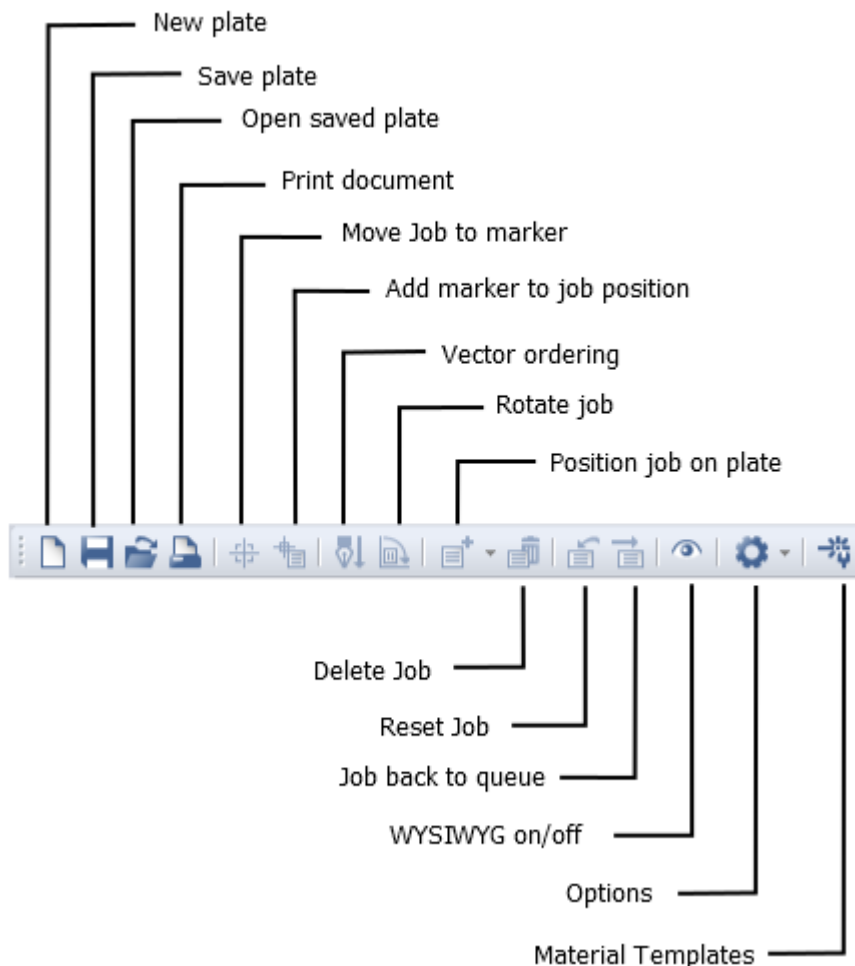 New plate
Save plate
Open saved plate
Print document
Move Job to marker
Add marker to job position
Vector ordering
Rotate job
Position job on plate
Delete Job
Reset Job
Job back to queue
WYSIWYG on/off
Options
Material Templates